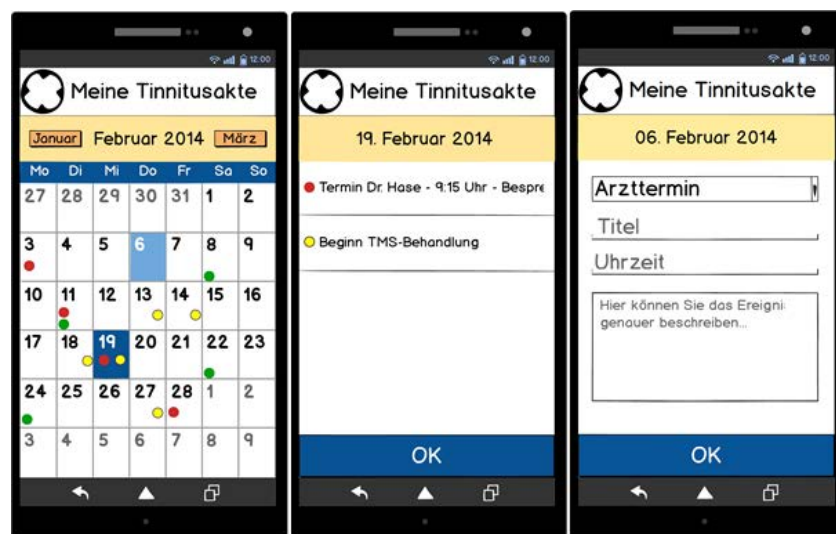 12:00
Meine Tinnitusakte
Januar Februar 2014 März
Mo Di Mi Do Fr Sa So
27 28 29 30 31 1 2
3 4 5 6 7 8 9
10 11 12 13 14 15 16
17 18 19 20 21 22 23
24 25 26 27 28 1 2
3 4 5 6 7 8 9
12:00
Meine Tinnitusakte
19. Februar 2014
Termin Dr. Hase - 9:15 Uhr - Bespre
Beginn TMS-Behandlung
OK
12:00
Meine Tinnitusakte
06. Februar 2014
Arzttermin
Titel
Uhrzeit
Hier können Sie das Ereigni
genauer beschreiben...
OK